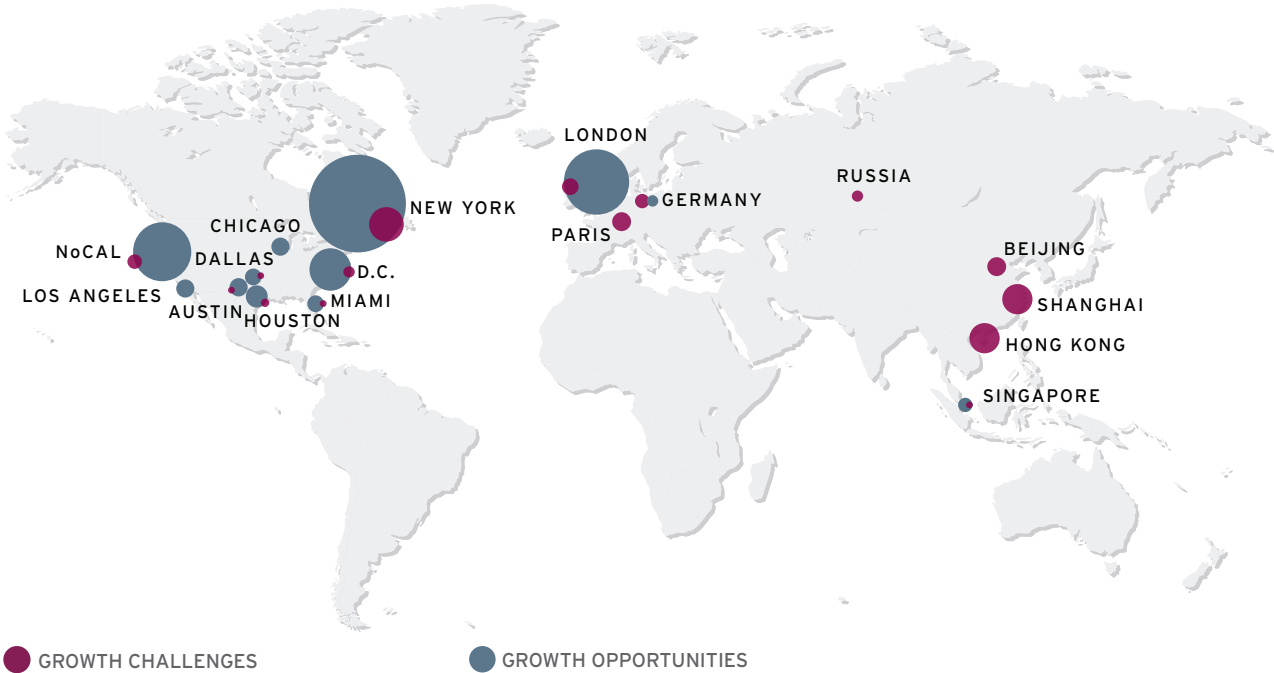 LONDON
RUSSIA
GERMANY
NEW YORK
CHICAGO
PARIS
NoCAL
DALLAS
BEIJING
D.C.
LOS ANGELES
MIAMI
SHANGHAI
AUSTIN
HOUSTON
HONG KONG
SINGAPORE
GROWTH CHALLENGES
GROWTH OPPORTUNITIES